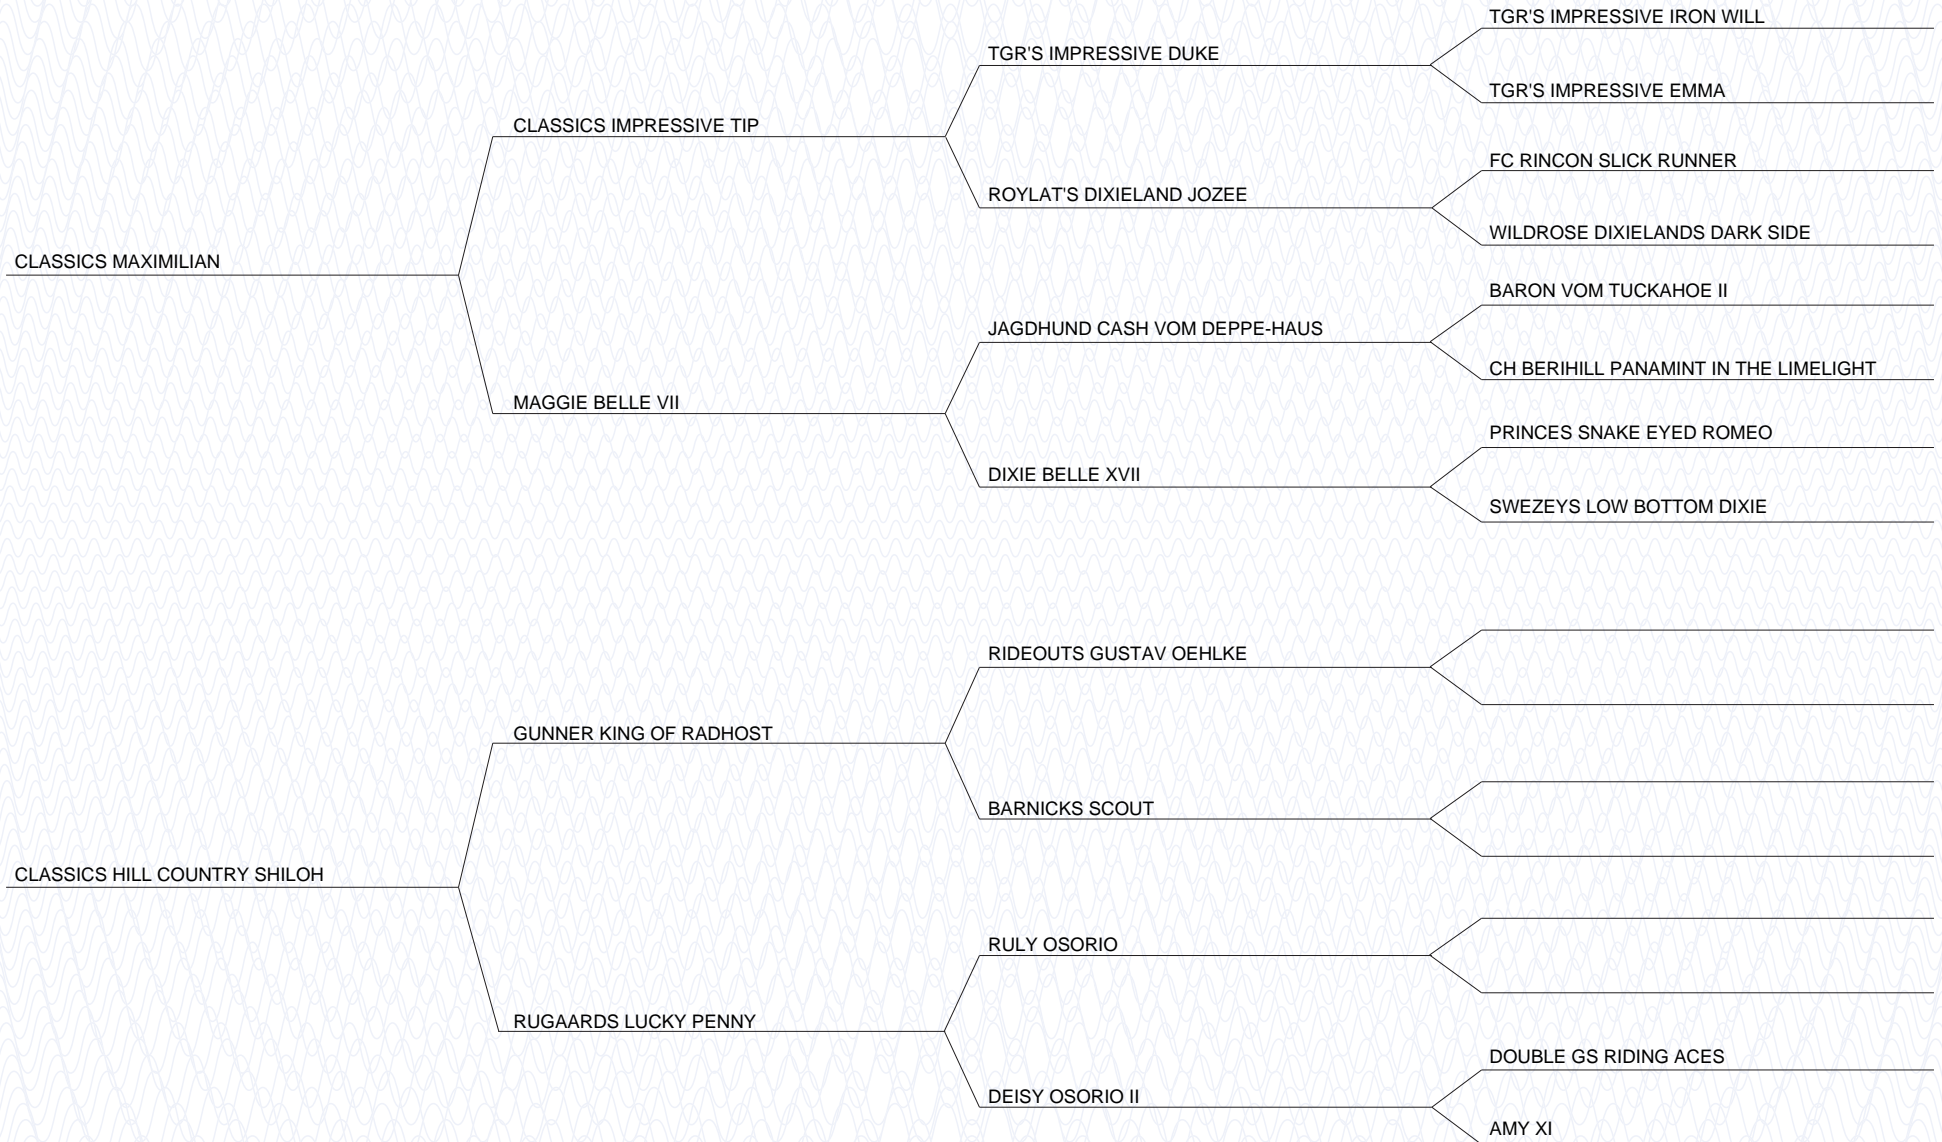 TGR'S IMPRESSIVE IRON WILL
TGR'S IMPRESSIVE DUKE
TGR'S IMPRESSIVE EMMA
CLASSICS IMPRESSIVE TIP
FC RINCON SLICK RUNNER
ROYLAT'S DIXIELAND JOZEE
WILDROSE DIXIELANDS DARK SIDE
CLASSICS MAXIMILIAN
BARON VOM TUCKAHOE II
JAGDHUND CASH VOM DEPPE-HAUS
CH BERIHILL PANAMINT IN THE LIMELIGHT
MAGGIE BELLE VII
PRINCES SNAKE EYED ROMEO
DIXIE BELLE XVII
SWEZEYS LOW BOTTOM DIXIE
RIDEOUTS GUSTAV OEHLKE
GUNNER KING OF RADHOST
BARNICKS SCOUT
CLASSICS HILL COUNTRY SHILOH
RULY OSORIO
RUGAARDS LUCKY PENNY
DOUBLE GS RIDING ACES
DEISY OSORIO II
AMY XI